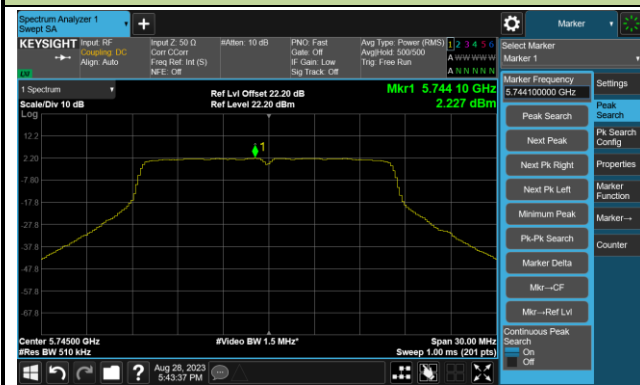 Spectrum Analyzer 1
Swept SA
+
Marker
KEYSIGHT
Input: RF
Coupling: DC
Align: Auto
Input Z: 50 Ω
Corr CCorr
Freq Ref: Int (S)
NFE: Off
#Atten: 10 dB
PNO: Fast
Gate: Off
IF Gain: Low
Sig Track: Off
Avg Type: Power (RMS)
Avg|Hold: 500/500
Trig: Free Run
1 2 3 4 5 6
A W W W W W
A N N N N N
LV
Select Marker
Marker 1
1 Spectrum
Scale/Div 10 dB
Log
Ref Lvl Offset 22.20 dB
Ref Level 22.20 dBm
Mkr1 5.744 10 GHz
2.227 dBm
1
12.2
2.20
-7.80
-17.8
-27.8
-37.8
-47.8
-57.8
-67.8
Center 5.74500 GHz
#Res BW 510 kHz
#Video BW 1.5 MHz*
Span 30.00 MHz
Sweep 1.00 ms (201 pts)
Marker Frequency
5.744100000 GHz
Peak Search
Next Peak
Next Pk Right
Next Pk Left
Minimum Peak
Pk-Pk Search
Marker Delta
Mkr→CF
Mkr→Ref Lvl
Continuous Peak
Search
On
Off
Settings
Peak
Search
Pk Search
Config
Properties
Marker
Function
Marker→
Counter
?
Aug 28, 2023
5:43:37 PM